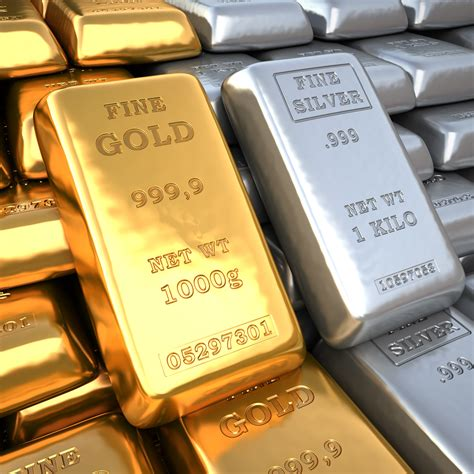 FINE
GOLD
999,9
NET WT
1000g
05297301
FINE
SILVER
.999
NET WT
1 KILO
SILVER
GOLD
999,9